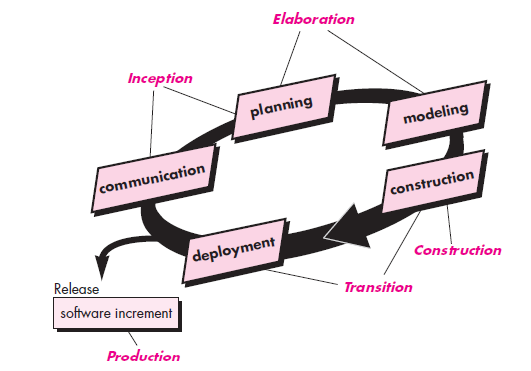 Elaboration
Inception
planning
modeling
communication
construction
deployment
Construction
Transition
Release
software increment
Production